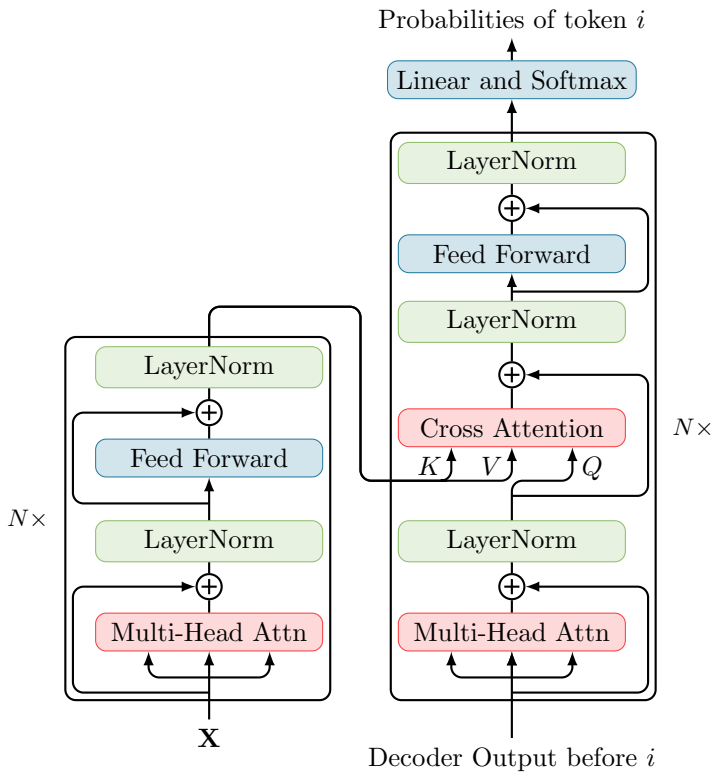 Probabilities of token i
Linear and Softmax
LayerNorm
Feed Forward
LayerNorm
Cross Attention
K V Q
N×
LayerNorm
Multi-Head Attn
Decoder Output before i
LayerNorm
Feed Forward
N×
LayerNorm
Multi-Head Attn
X